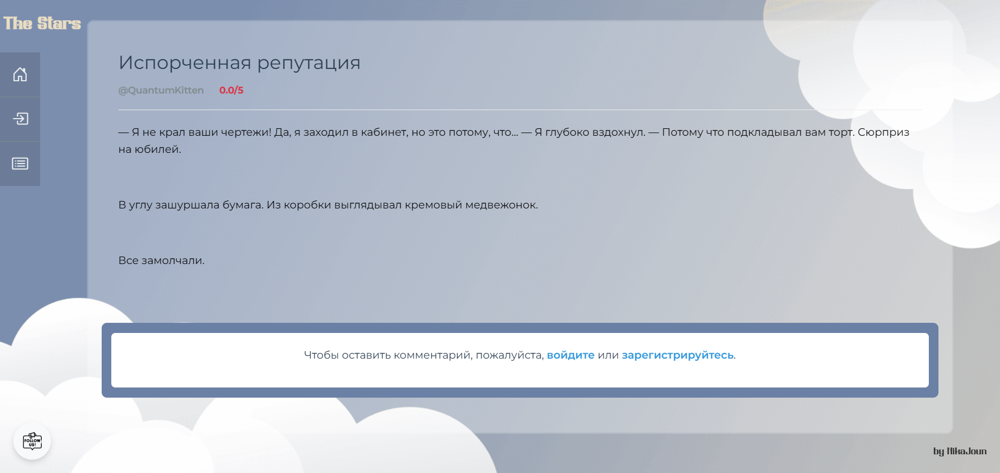 The Stars
Испорченная репутация
@QuantumKitten 0.0/5
— Я не крал ваши чертежи! Да, я заходил в кабинет, но это потому, что... — Я глубоко вздохнул. — Потому что подкладывал вам торт. Сюрприз
на юбилей.
В углу зашуршала бумага. Из коробки выглядывал кремовый медвежонок.
Все замолчали.
Чтобы оставить комментарий, пожалуйста, войдите или зарегистрируйтесь.
FOLLOW
US!
by NikaJoun